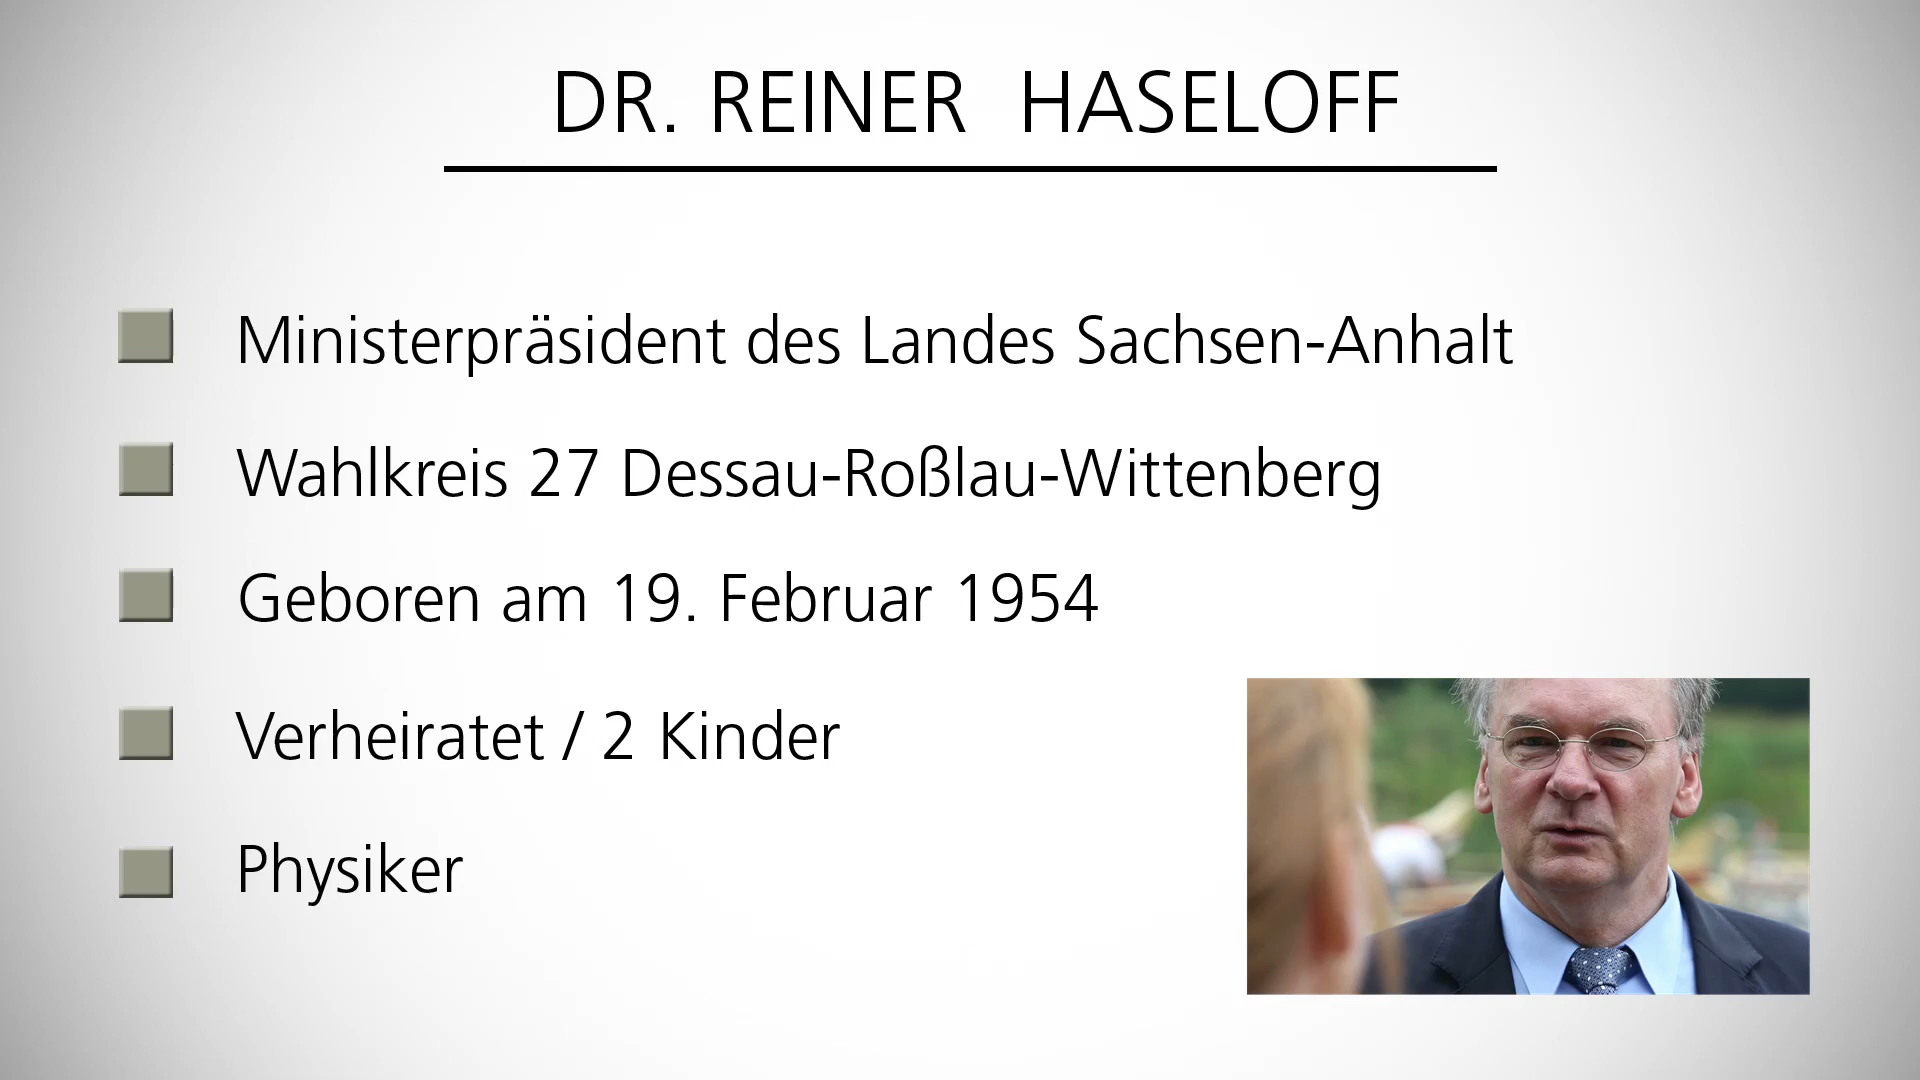 DR. REINER HASELOFF
Ministerpräsident des Landes Sachsen-Anhalt
Wahlkreis 27 Dessau-Roßlau-Wittenberg
Geboren am 19. Februar 1954
Verheiratet / 2 Kinder
Physiker